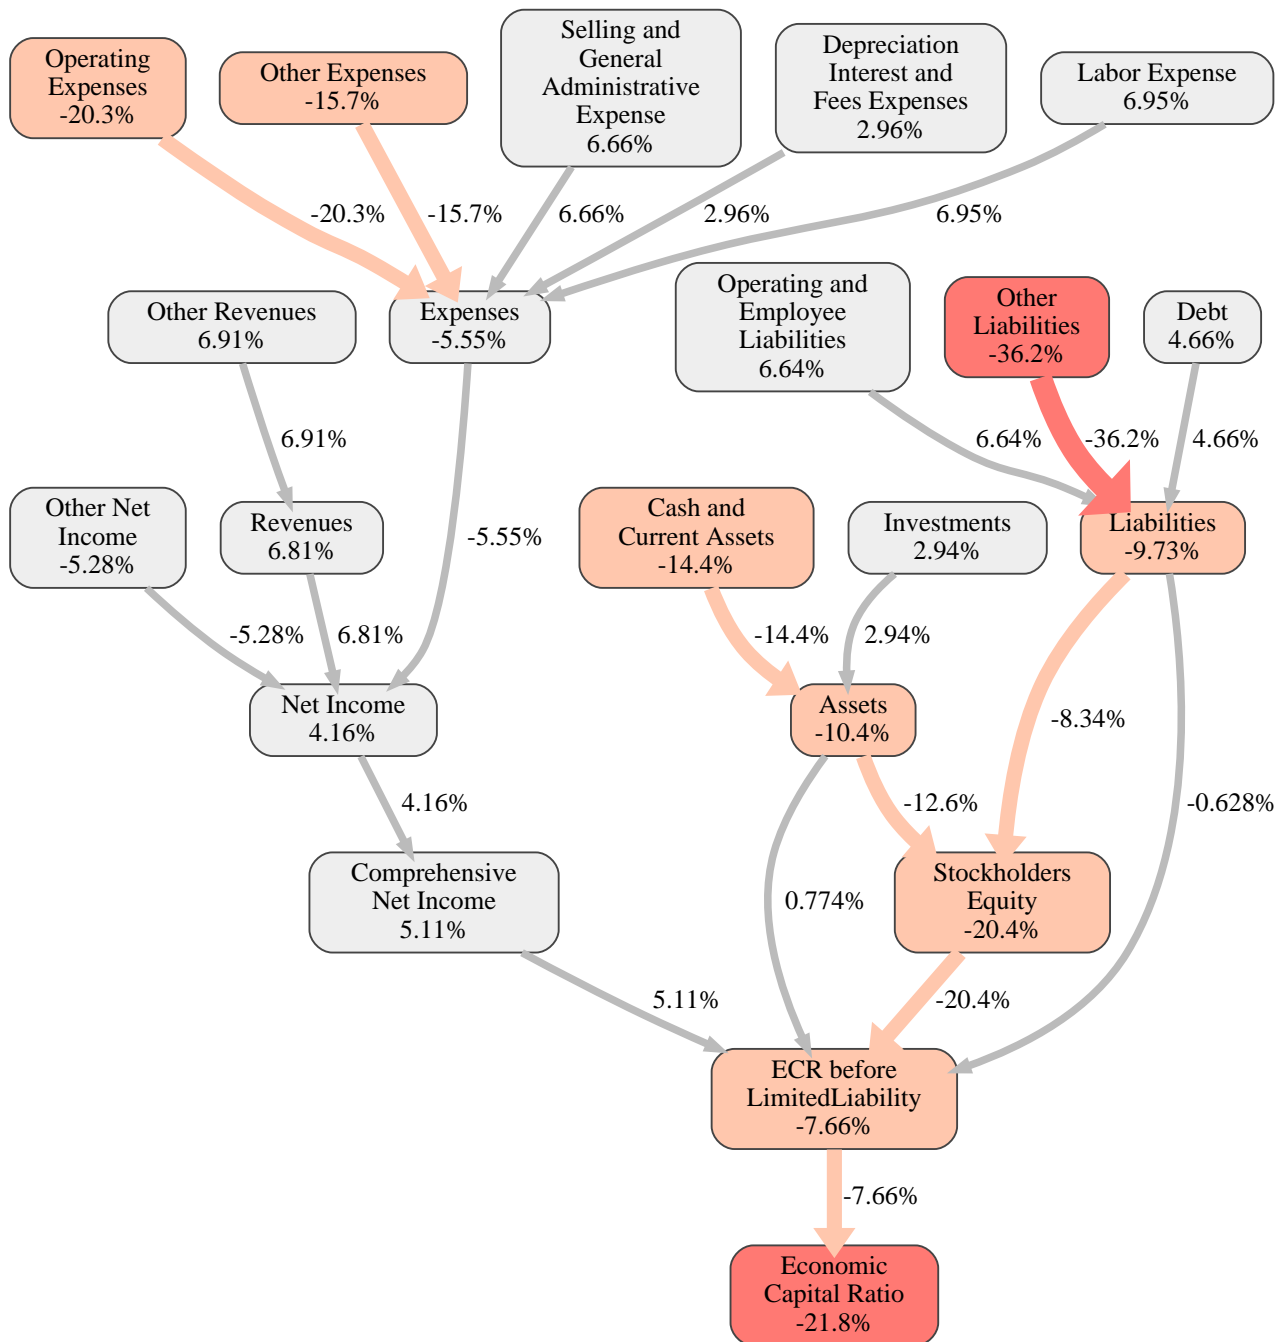 Operating
Expenses
-20.3%
Other Expenses
-15.7%
Selling and
General
Administrative
Expense
6.66%
Depreciation
Interest and
Fees Expenses
2.96%
Labor Expense
6.95%
-20.3%
-15.7%
6.66%
2.96%
6.95%
Other Revenues
6.91%
Expenses
-5.55%
Operating and
Employee
Liabilities
6.64%
Other
Liabilities
-36.2%
Debt
4.66%
6.91%
6.64%
-36.2%
4.66%
Other Net
Income
-5.28%
Revenues
6.81%
-5.55%
Cash and
Current Assets
-14.4%
Investments
2.94%
Liabilities
-9.73%
-5.28%
6.81%
-14.4%
2.94%
Net Income
4.16%
Assets
-10.4%
-8.34%
4.16%
-12.6%
-0.628%
Comprehensive
Net Income
5.11%
0.774%
Stockholders
Equity
-20.4%
5.11%
-20.4%
ECR before
LimitedLiability
-7.66%
-7.66%
Economic
Capital Ratio
-21.8%